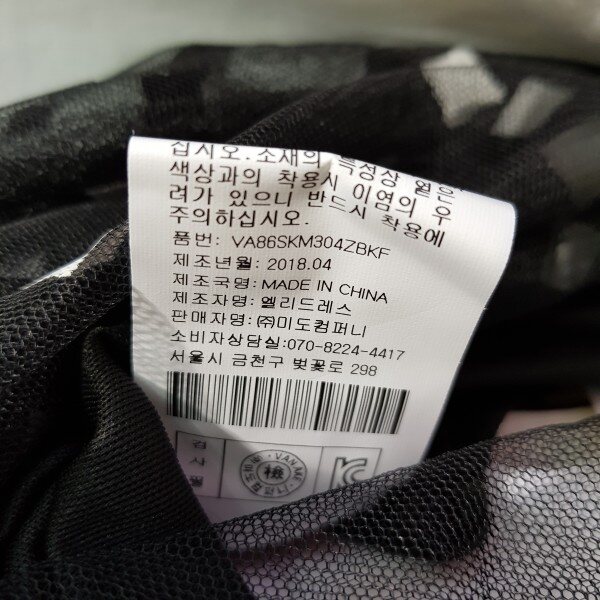 십시오.소재의 특성상 옅은
색상과의 착용시 이염의 우
려가 있으니 반드시 착용에
주의하십시오.
품번: VA86SKM304ZBKF
제조년월: 2018.04
제조국명: MADE IN CHINA
제조자명: 엘리드레스
판매자명: ㈜미도컴퍼니
소비자상담실:070-8224-4417
서울시 금천구 벚꽃로 298
검
사
필
檢